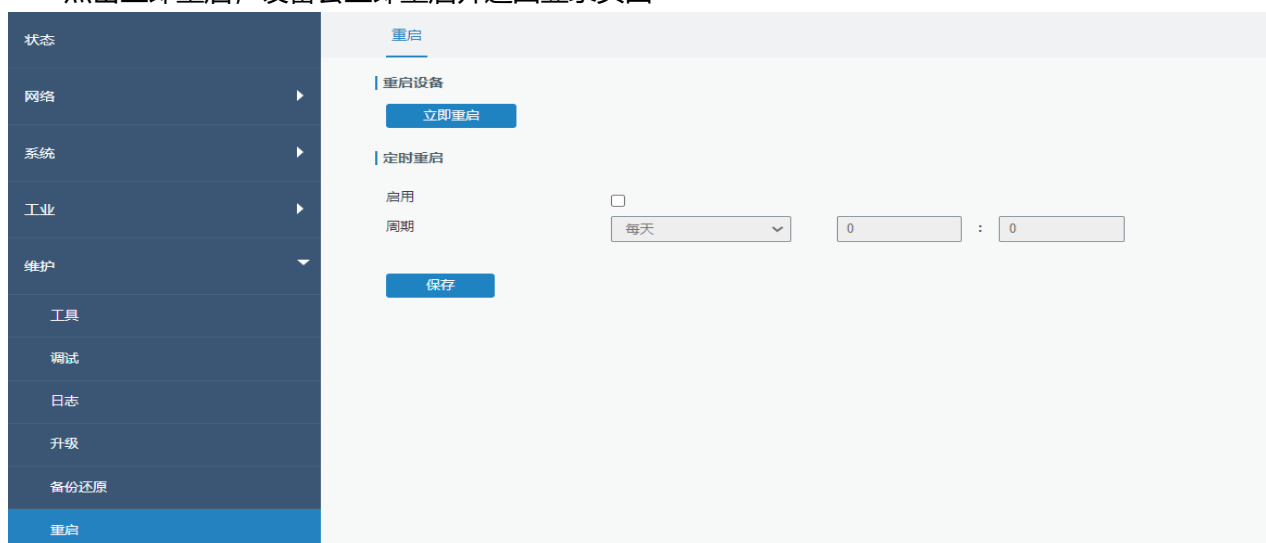 状态
重启
重启设备
网络
立即重启
系统
定时重启
启用
工业
周期
每天
0
:
0
维护
保存
工具
调试
日志
升级
备份还原
重启